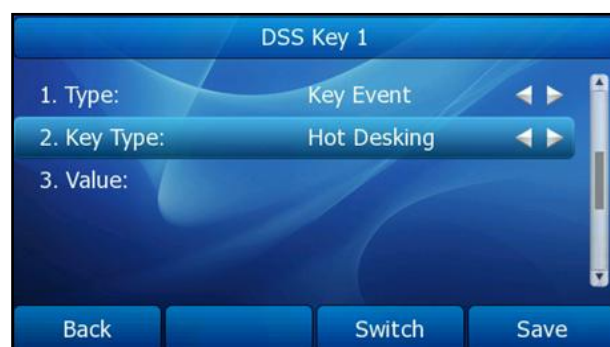 DSS Key 1
1. Type: Key Event
2. Key Type: Hot Desking
3. Value:
Back Switch Save